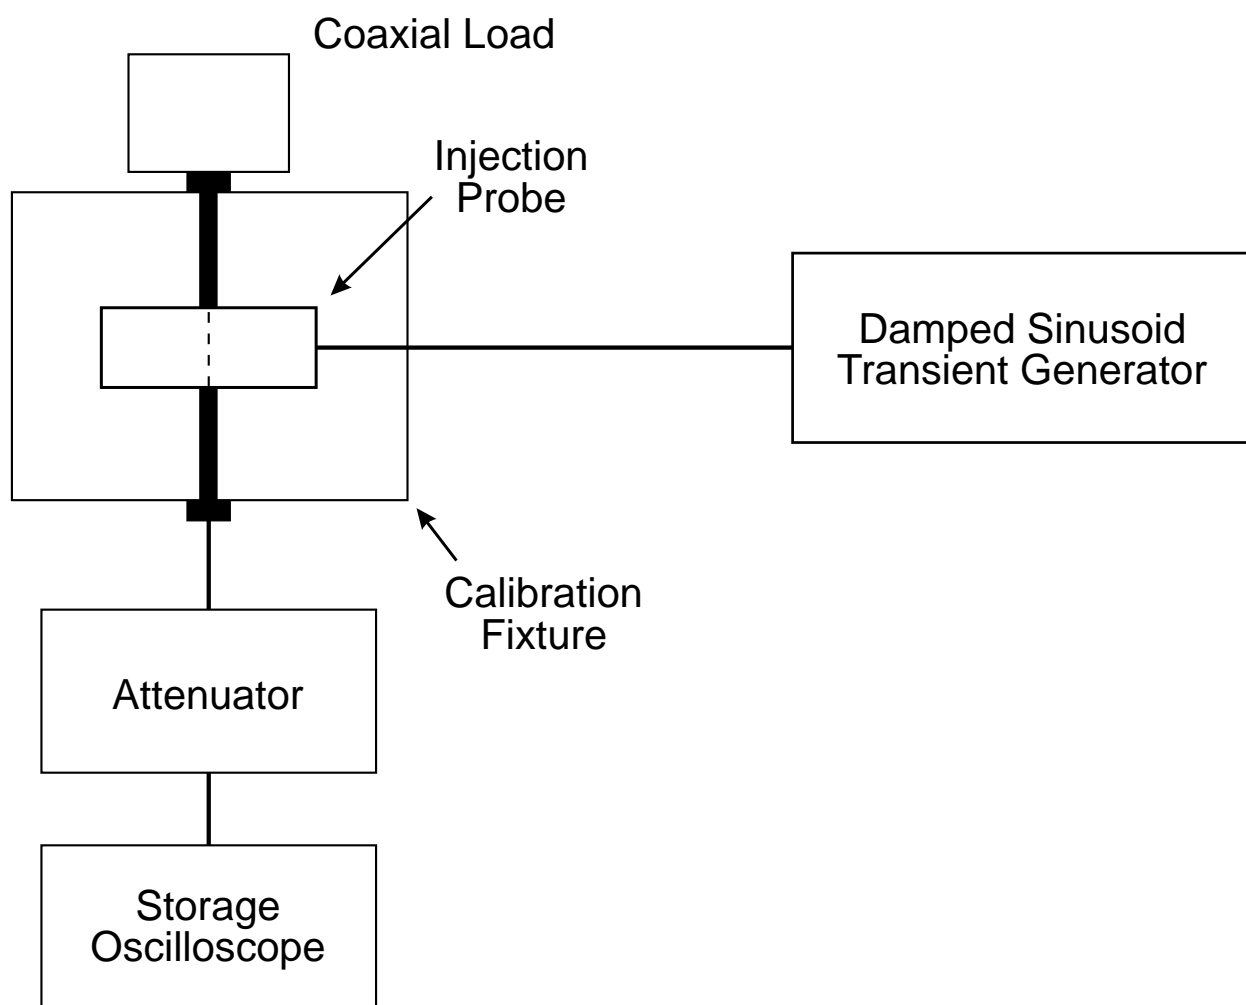 Coaxial Load
Injection
Probe
Damped Sinusoid
Transient Generator
Calibration
Fixture
Attenuator
Storage
Oscilloscope